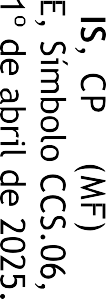 IS, CP (MF)
E, Símbolo CCS.06,
1º de abril de 2025.